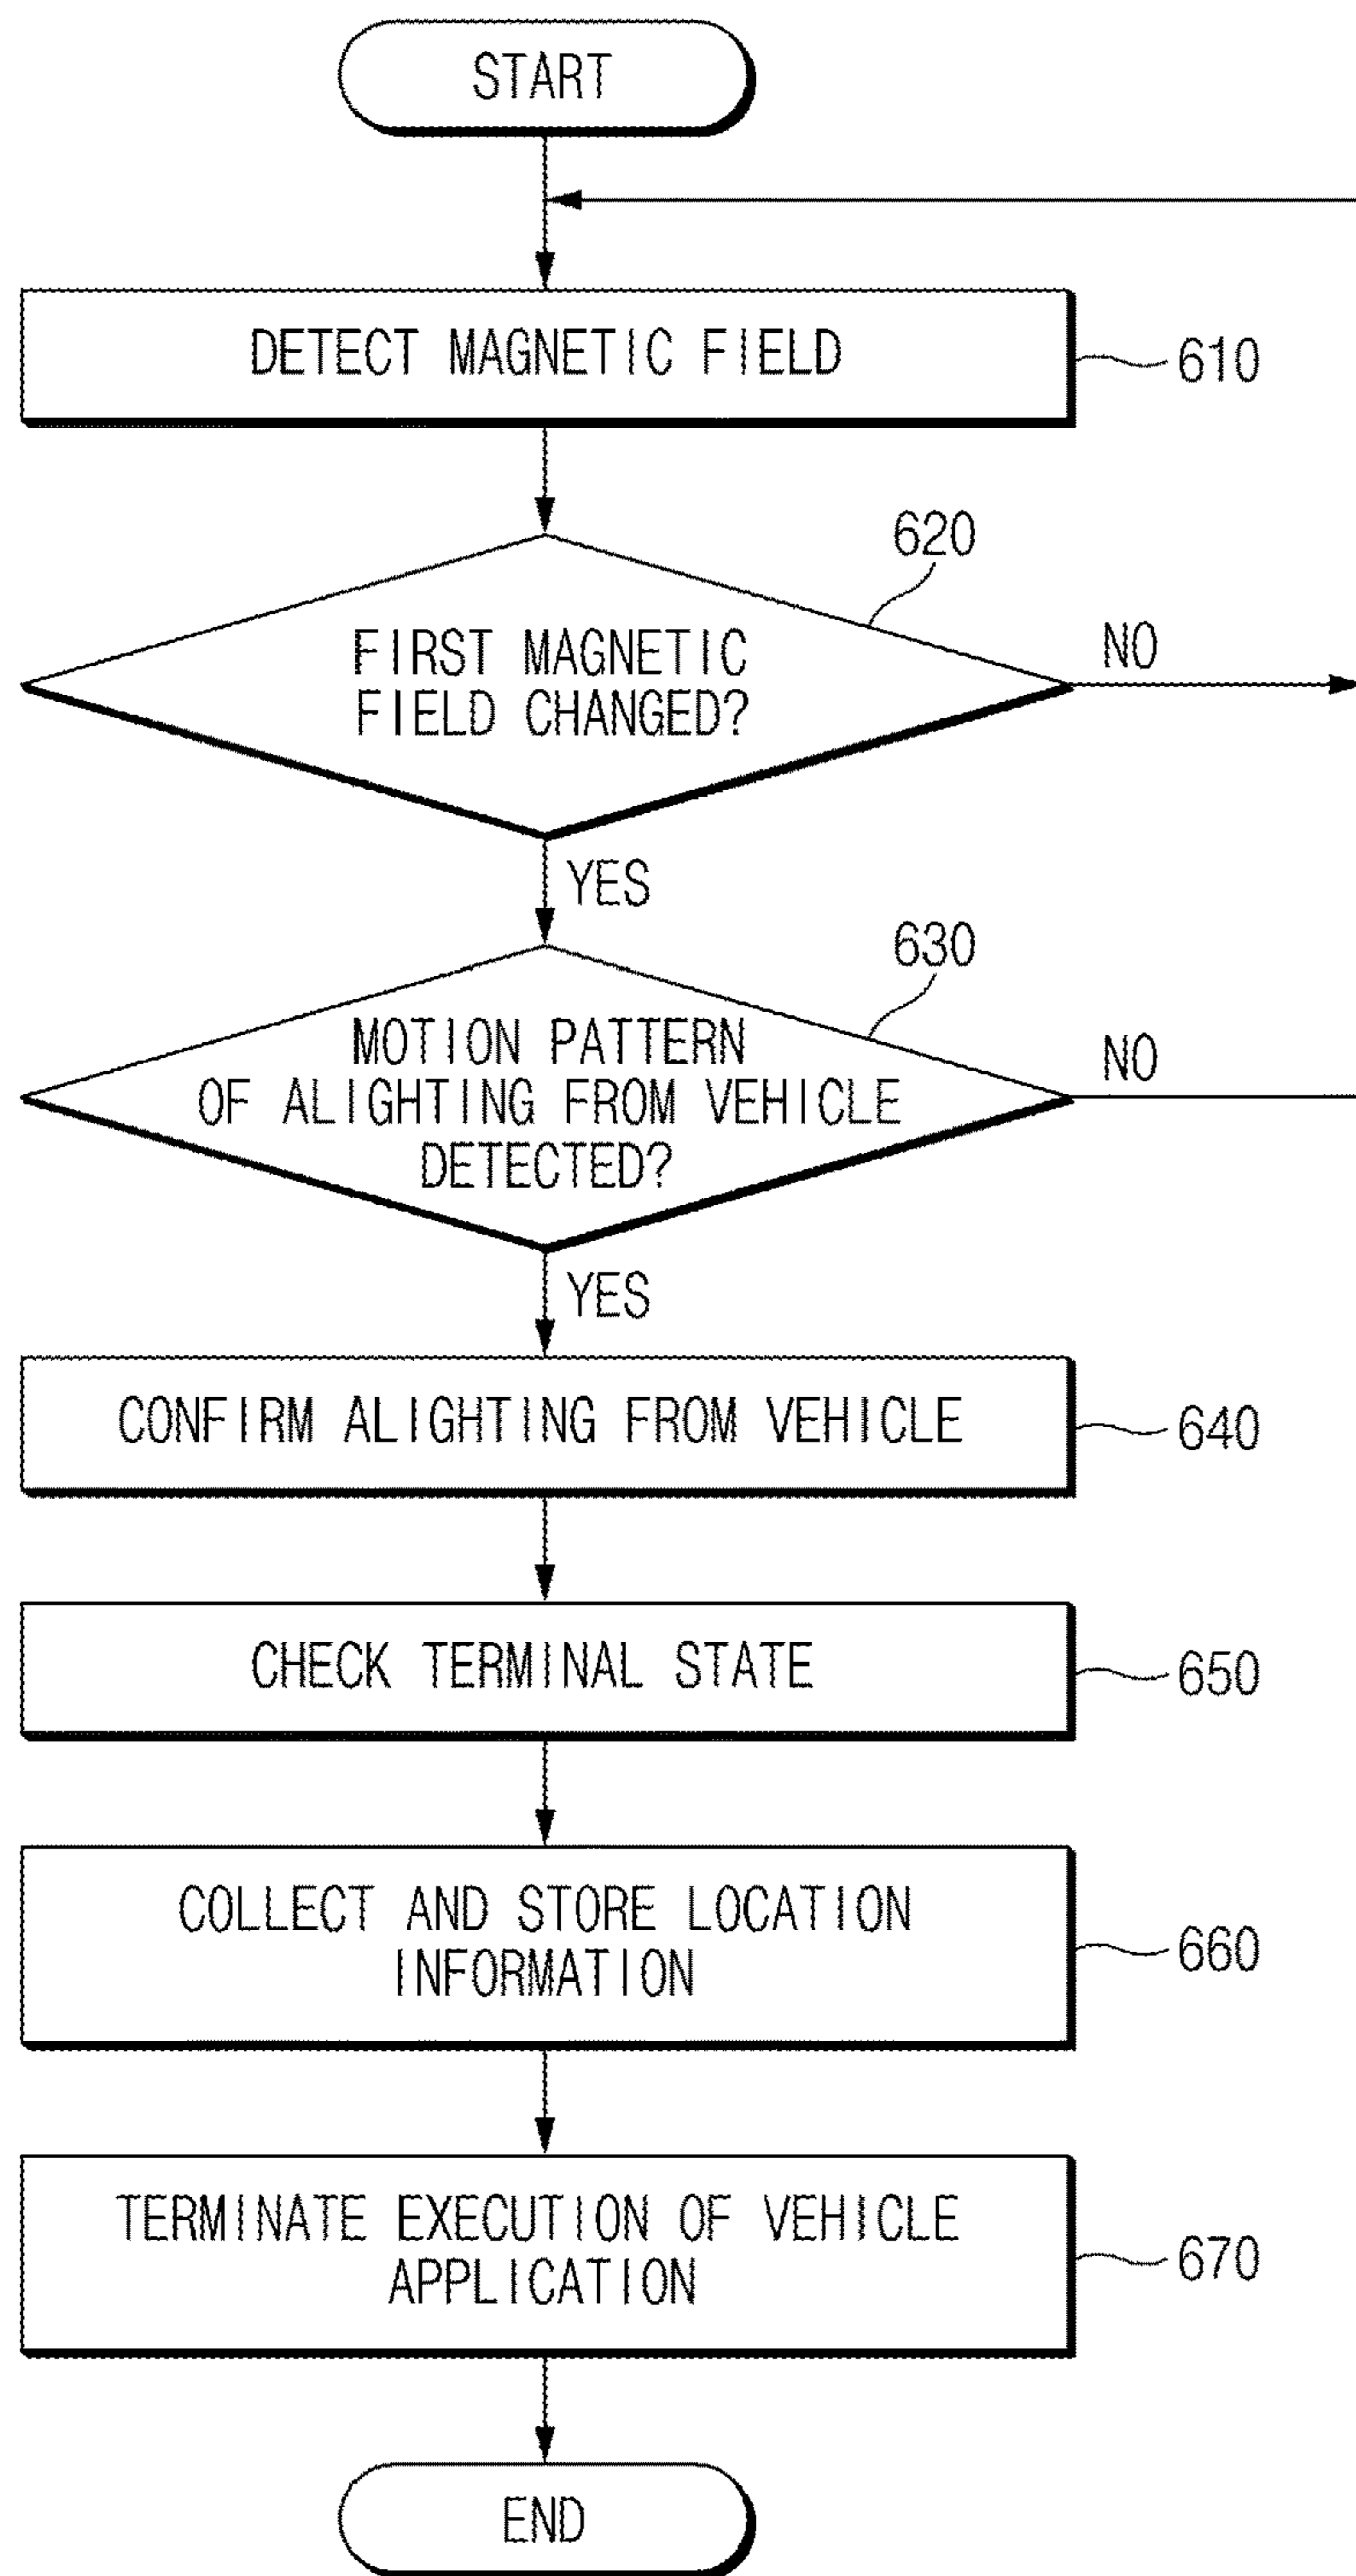 START
DETECT MAGNETIC FIELD
610
620
FIRST MAGNETIC
FIELD CHANGED?
NO
YES
630
MOTION PATTERN
OF ALIGHTING FROM VEHICLE
DETECTED?
NO
YES
CONFIRM ALIGHTING FROM VEHICLE
640
CHECK TERMINAL STATE
650
COLLECT AND STORE LOCATION
INFORMATION
660
TERMINATE EXECUTION OF VEHICLE
APPLICATION
670
END